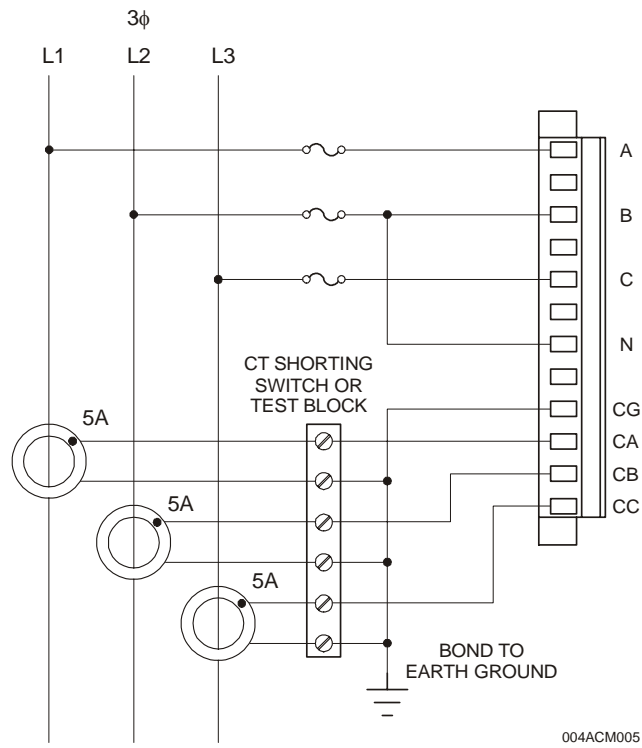 3ϕ
L1
L2
L3
A
B
C
N
CT SHORTING
SWITCH OR
TEST BLOCK
CG
5A
CA
CB
5A
CC
5A
BOND TO
EARTH GROUND
004ACM005